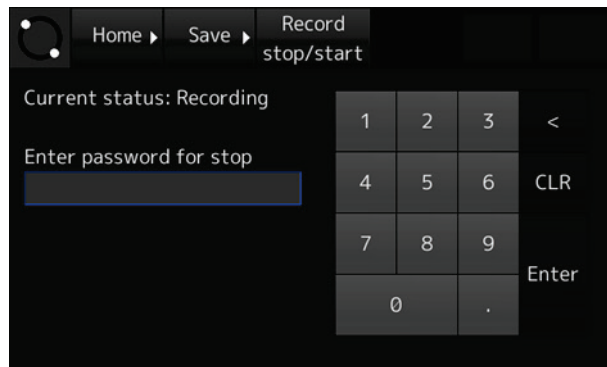 Home Save Record
stop/start
Current status: Recording
Enter password for stop
1 2 3 <
4 5 6 CLR
7 8 9
Enter
0 .